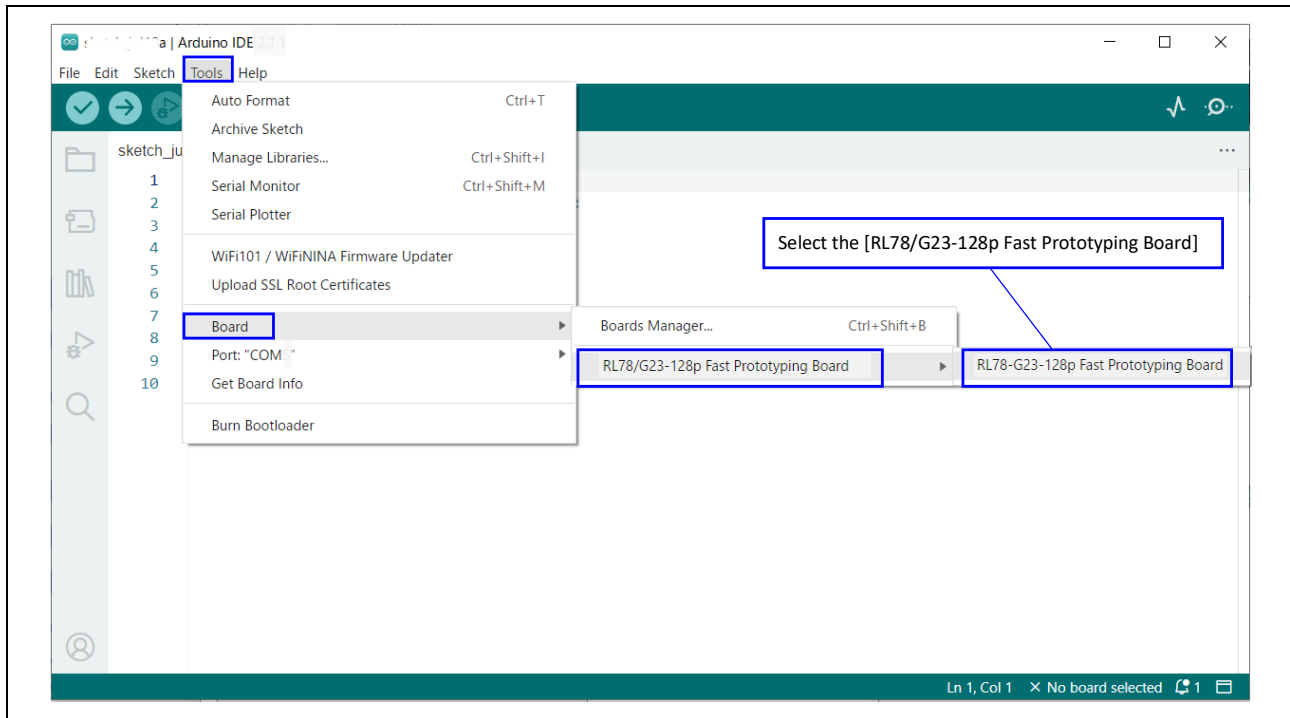 a | Arduino IDE 2.1.1
File Edit Sketch Tools Help
Auto Format Ctrl+T
Archive Sketch
sketch_ju
Manage Libraries... Ctrl+Shift+I
1
Serial Monitor Ctrl+Shift+M
2
Serial Plotter
3
Select the [RL78/G23-128p Fast Prototyping Board]
4
WiFi101 / WiFiNINA Firmware Updater
5
Upload SSL Root Certificates
6
7
Board
Boards Manager... Ctrl+Shift+B
8
Port: "COM
9
RL78/G23-128p Fast Prototyping Board
RL78-G23-128p Fast Prototyping Board
10
Get Board Info
Burn Bootloader
Ln 1, Col 1 × No board selected 1